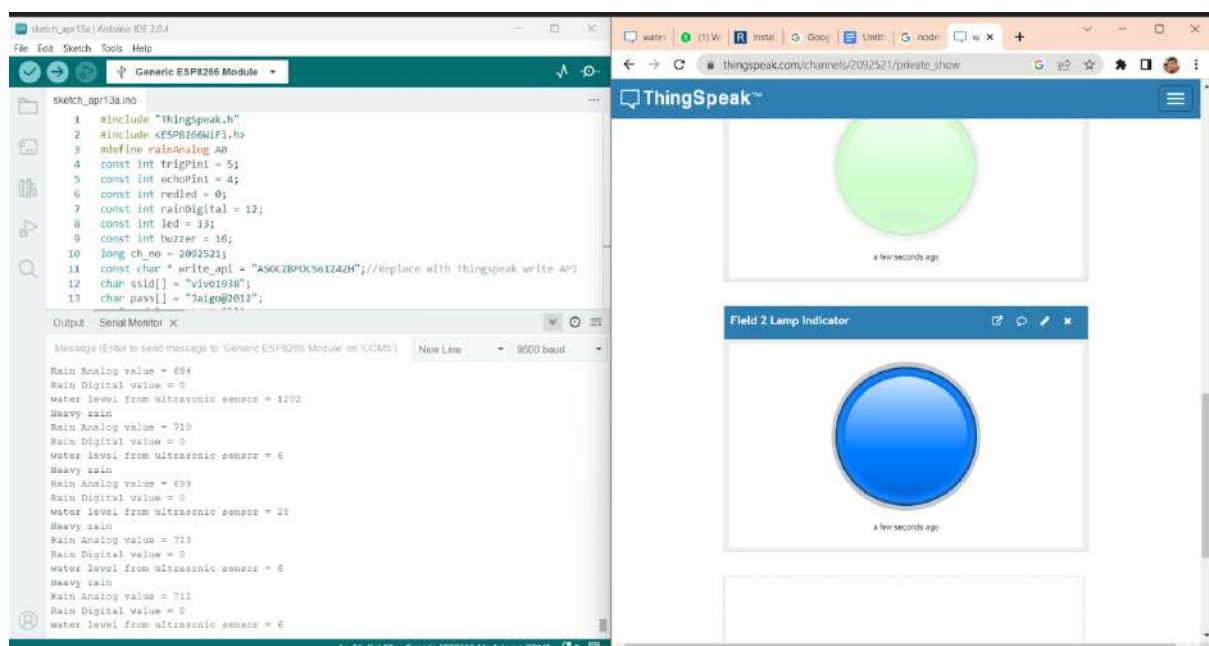 sketch_apr13a | Arduino IDE 2.0.4
File Edit Sketch Tools Help
Generic ESP8266 Module
sketch_apr13a.ino
1 #include "ThingSpeak.h"
2 #include <ESP8266WiFi.h>
3 #define rainAnalog A0
4 const int trigPin1 = 5;
5 const int echoPin1 = 4;
6 const int redled = 0;
7 const int rainDigital = 12;
8 const int led = 13;
9 const int buzzer = 16;
10 long ch_no = 2092521;
11 const char * write_api = ;//Replace with Thingspeak write API
12 char ssid[] = "vivo1938";
13 char pass[] = "Jaigo@2012";
Output Serial Monitor
Message (Enter to send message to 'Generic ESP8266 Module' on 'COM5')
New Line
9600 baud
Rain Analog value = 694
Rain Digital value = 0
water level from ultrasonic sensor = 1202
Heavy rain
Rain Analog value = 710
Rain Digital value = 0
water level from ultrasonic sensor = 6
Heavy rain
Rain Analog value = 699
Rain Digital value = 0
water level from ultrasonic sensor = 20
Heavy rain
Rain Analog value = 713
Rain Digital value = 0
water level from ultrasonic sensor =
Heavy rain
Rain Analog value = 712
Rain Digital value = 0
water level from ultrasonic sensor = 6
water (1) W Instal Goog Untit node w
thingspeak.com/channels/2092521/private_show
ThingSpeak™
a few seconds ago
Field 2 Lamp Indicator
a few seconds ago